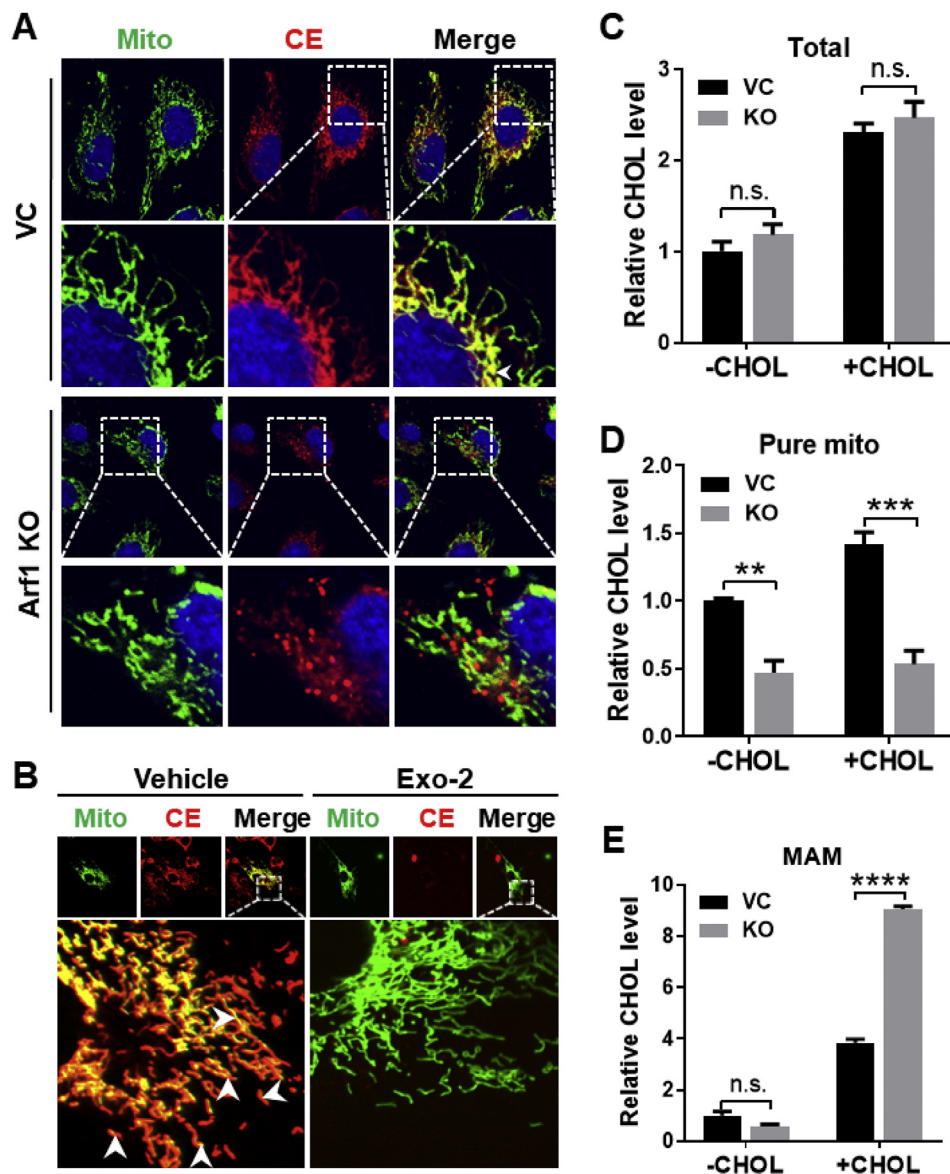 A
Mito CE Merge
VC
Arf1 KO
B
Vehicle Exo-2
Mito CE Merge Mito CE Merge
C
Total
Relative CHOL level
VC
KO
n.s.
n.s.
3
2
1
0
-CHOL +CHOL
D
Pure mito
Relative CHOL level
VC
KO
**
***
2.0
1.5
1.0
0.5
0.0
-CHOL +CHOL
E
MAM
Relative CHOL level
VC
KO
n.s.
****
10
8
6
4
2
0
-CHOL +CHOL